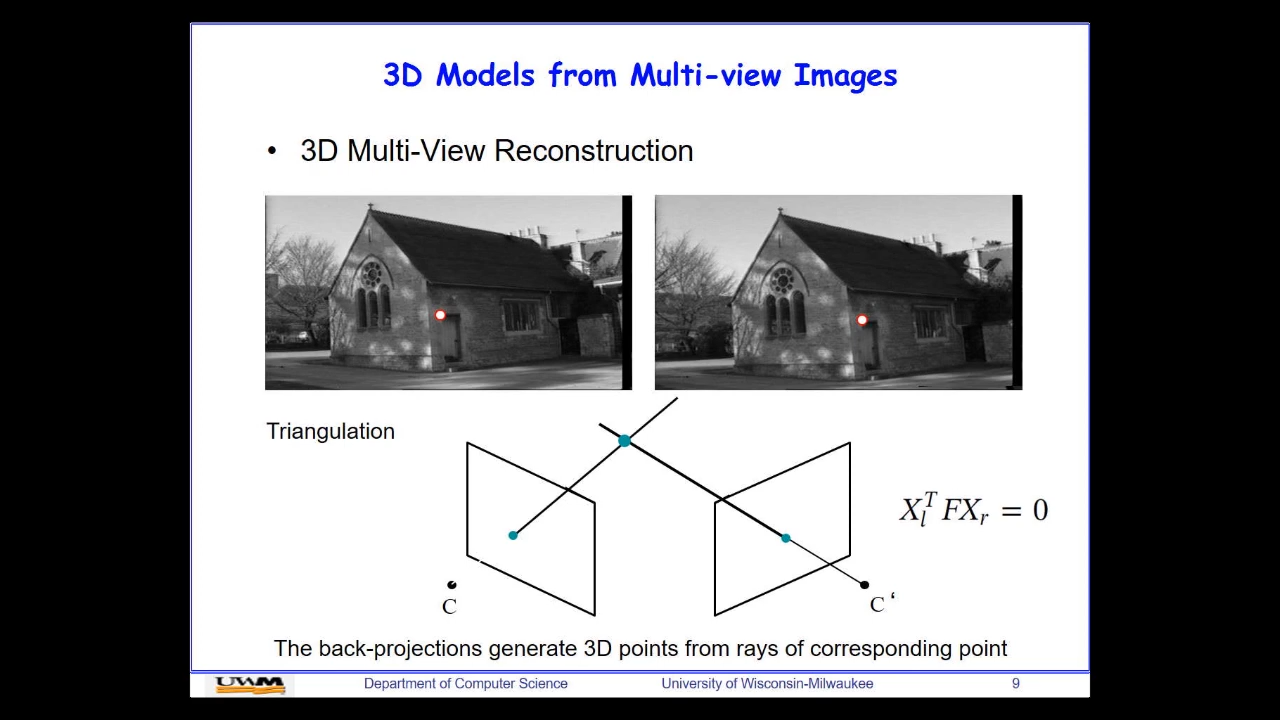 3D Models from Multi-view Images
• 3D Multi-View Reconstruction
Triangulation
X_l^T F X_r = 0
C
C ‘
The back-projections generate 3D points from rays of corresponding point
UWM
Department of Computer Science University of Wisconsin-Milwaukee 9